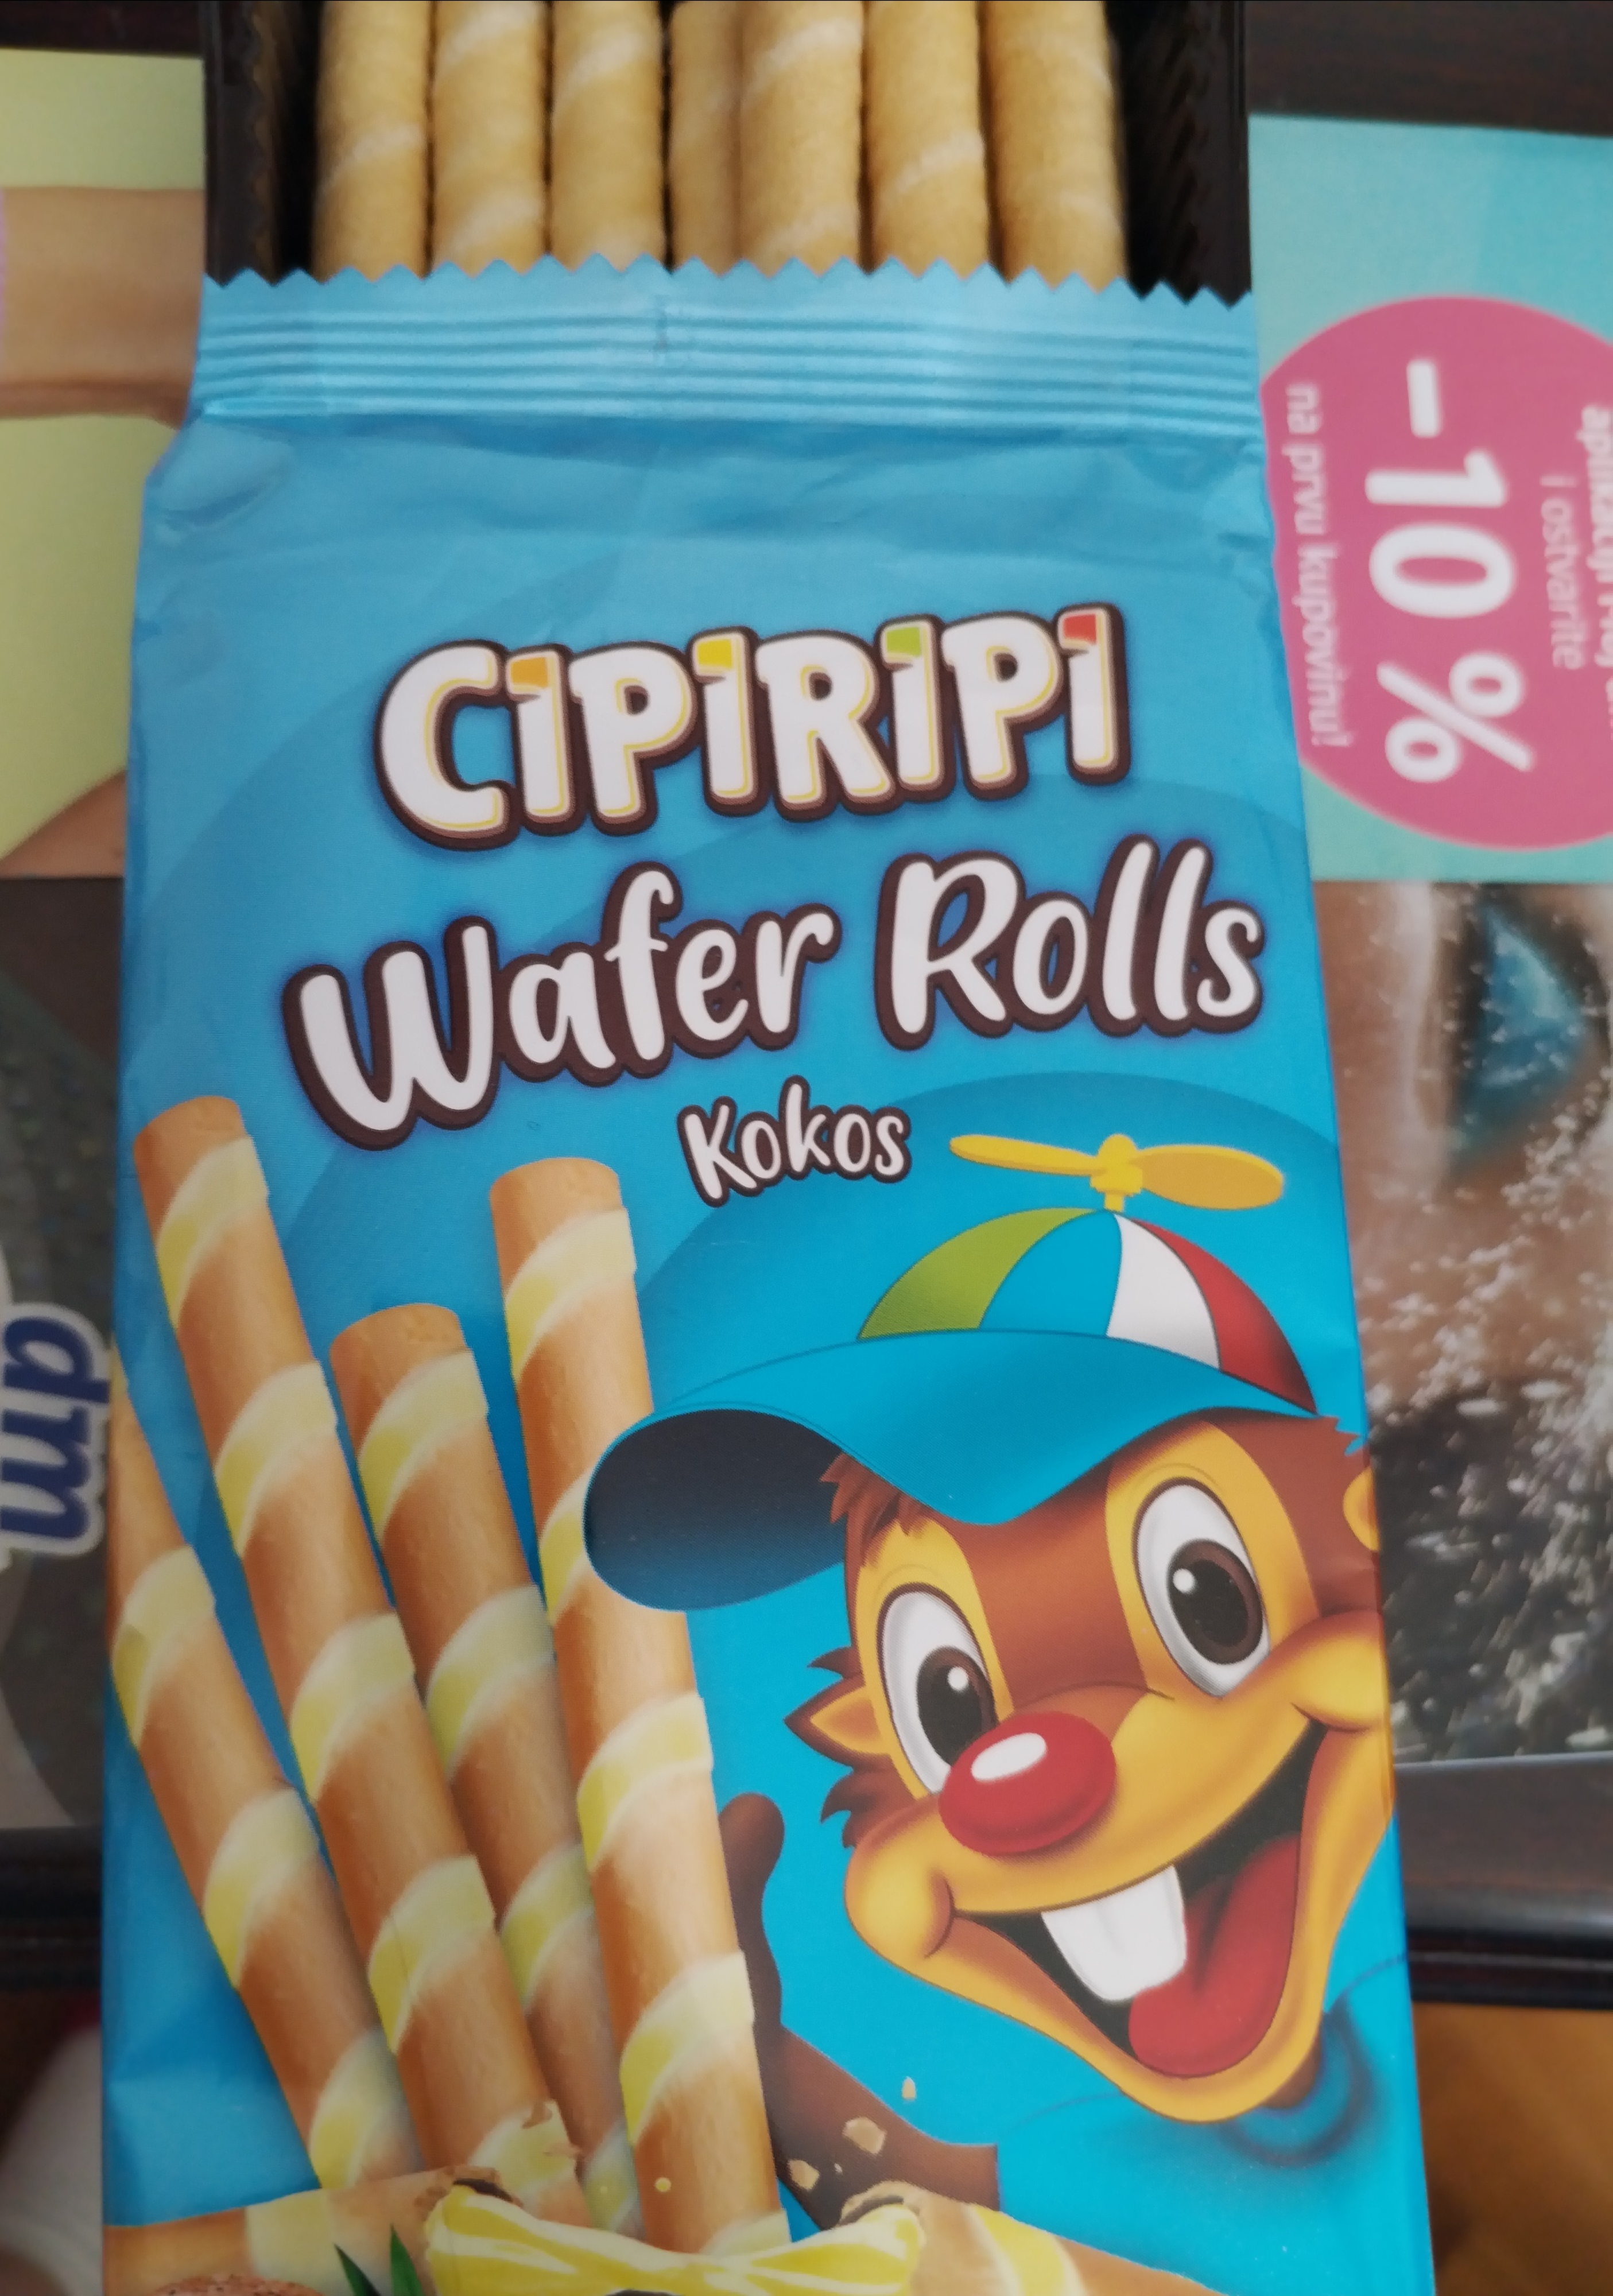 CIPIRIPI
Wafer Rolls
Kokos
i ostvarite
-10%
na prvu kupovinu!
dm